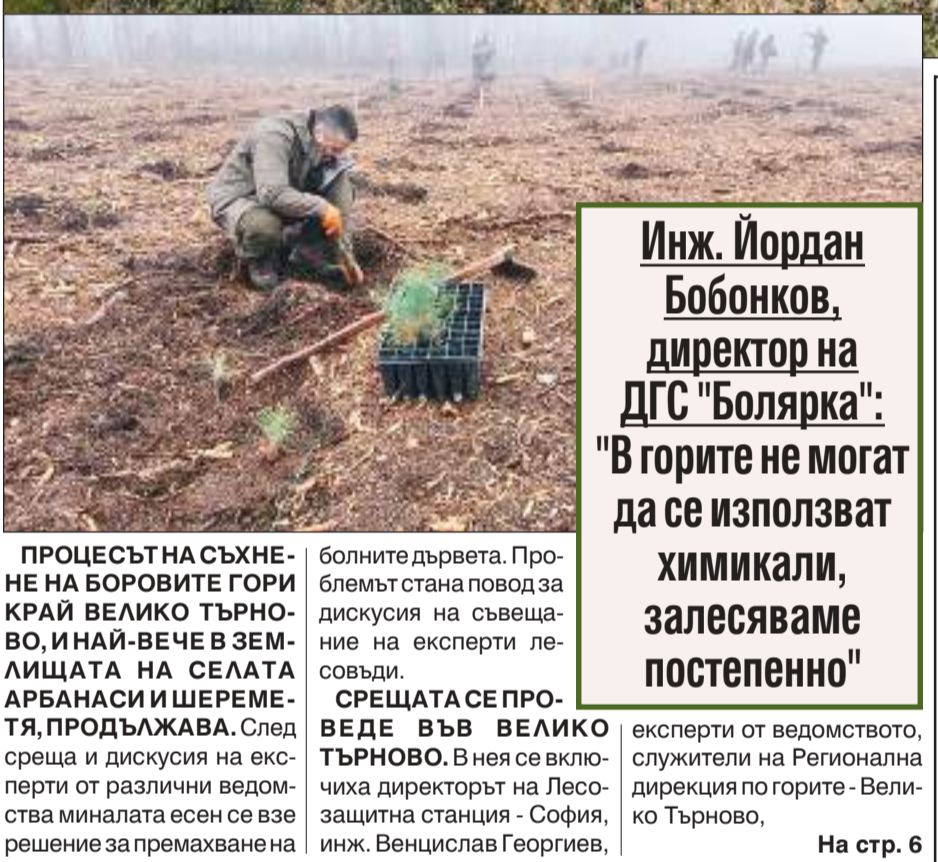 Инж. Йордан
Бобонков,
директор на
ДГС "Болярка":
"В горите не могат
да се използват
химикали,
залесяваме
постепенно"
ПРОЦЕСЪТ НА СЪХНЕ-
НЕ НА БОРОВИТЕ ГОРИ
КРАЙ ВЕЛИКО ТЪРНО-
ВО, И НАЙ-ВЕЧЕ В ЗЕМ-
ЛИЩАТА НА СЕЛАТА
АРБАНАСИ И ШЕРЕМЕ-
ТЯ, ПРОДЪЛЖАВА. След
среща и дискусия на екс-
перти от различни ведом-
ства миналата есен се взе
решение за премахване на
болните дървета. Про-
блемът стана повод за
дискусия на съвеща-
ние на експерти ле-
совъди.
СРЕЩАТА СЕ ПРО-
ВЕДЕ ВЪВ ВЕЛИКО
ТЪРНОВО. В нея се вклю-
чиха директорът на Лесо-
защитна станция - София,
инж. Венцислав Георгиев,
експерти от ведомството,
служители на Регионална
дирекция по горите - Вели-
ко Търново,
На стр. 6